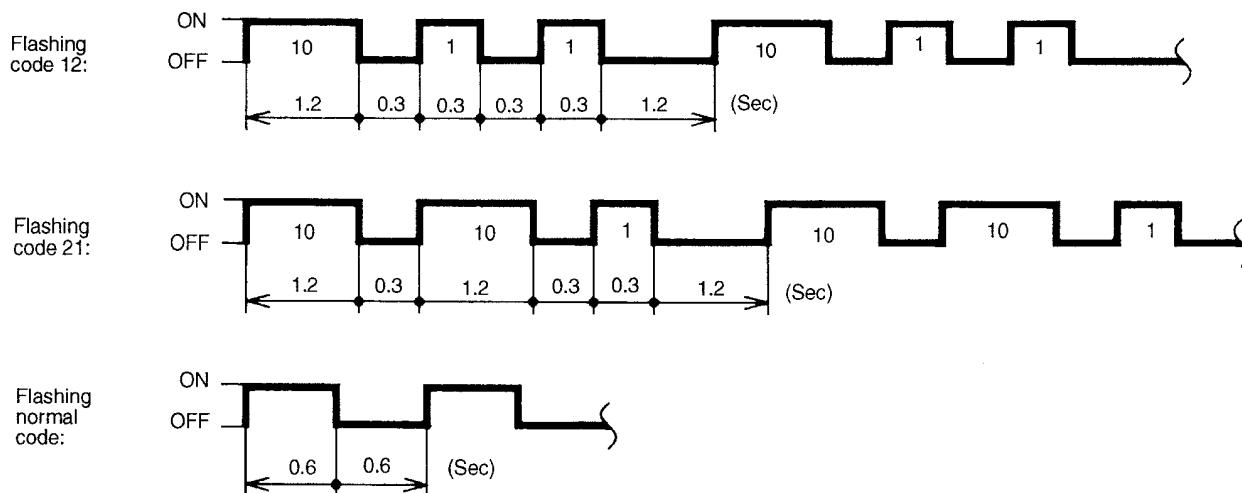 ON
Flashing
code 12:
OFF
10 1 1 10 1 1
1.2 0.3 0.3 0.3 0.3 1.2 (Sec)
ON
Flashing
code 21:
OFF
10 10 1 10 10 1
1.2 0.3 1.2 0.3 0.3 1.2 (Sec)
ON
Flashing
normal
code:
OFF
0.6 0.6 (Sec)